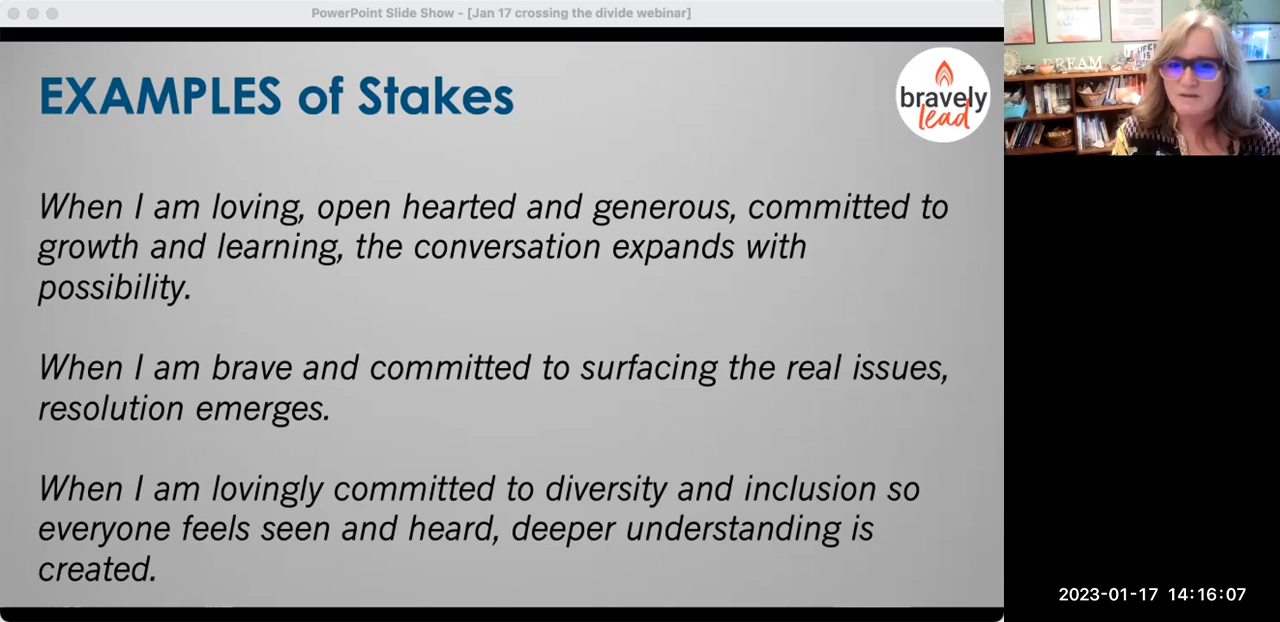 PowerPoint Slide Show - [Jan 17 crossing the divide webinar]
EXAMPLES of Stakes
bravely
lead
DREAM
When I am loving, open hearted and generous, committed to
growth and learning, the conversation expands with
possibility.
When I am brave and committed to surfacing the real issues,
resolution emerges.
When I am lovingly committed to diversity and inclusion so
everyone feels seen and heard, deeper understanding is
created.
2023-01-17 14:16:07